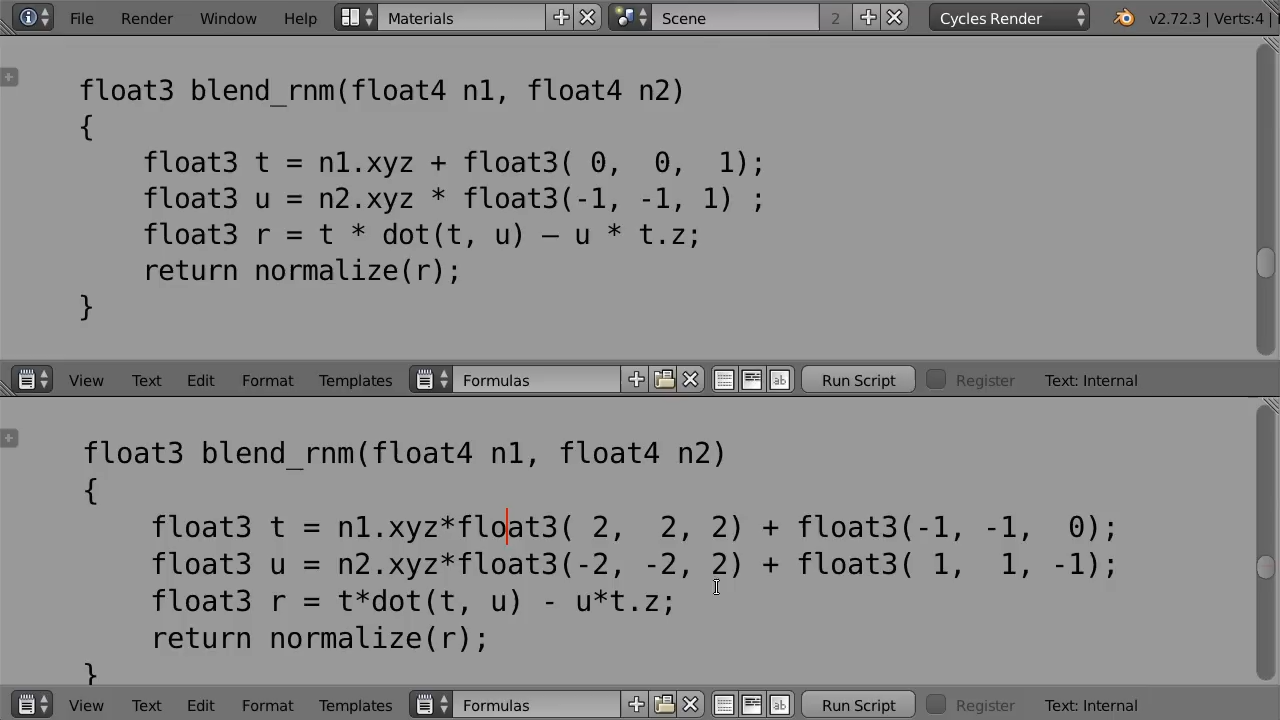 File Render Window Help Materials Scene 2 Cycles Render v2.72.3 | Verts:4 |
float3 blend_rnm(float4 n1, float4 n2)
{
float3 t = n1.xyz + float3( 0, 0, 1);
float3 u = n2.xyz * float3(-1, -1, 1) ;
float3 r = t * dot(t, u) – u * t.z;
return normalize(r);
}
View Text Edit Format Templates Formulas ab Run Script Register Text: Internal
float3 blend_rnm(float4 n1, float4 n2)
{
float3 t = n1.xyz*float3( 2, 2, 2) + float3(-1, -1, 0);
float3 u = n2.xyz*float3(-2, -2, 2) + float3( 1, 1, -1);
float3 r = t*dot(t, u) - u*t.z;
return normalize(r);
}
View Text Edit Format Templates Formulas ab Run Script Register Text: Internal